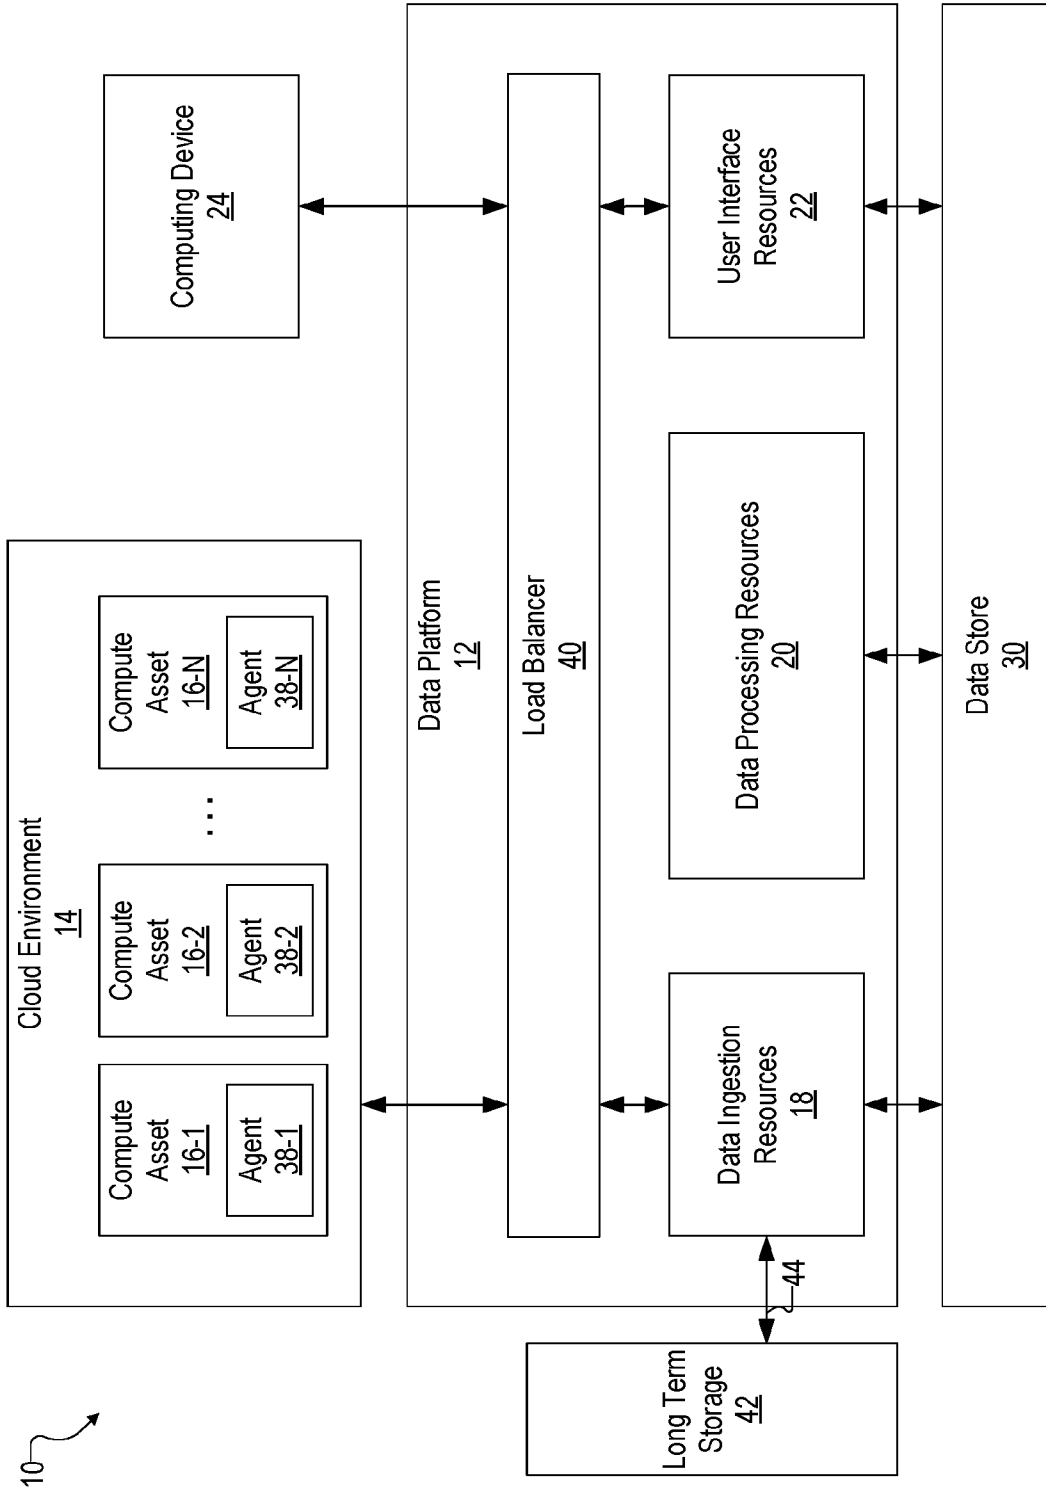 10
Cloud Environment
14
Compute
Asset
16-1
Agent
38-1
Compute
Asset
16-2
Agent
38-2
...
Compute
Asset
16-N
Agent
38-N
Computing Device
24
Data Platform
12
Load Balancer
40
Long Term
Storage
42
44
Data Ingestion
Resources
18
Data Processing Resources
20
User Interface
Resources
22
Data Store
30